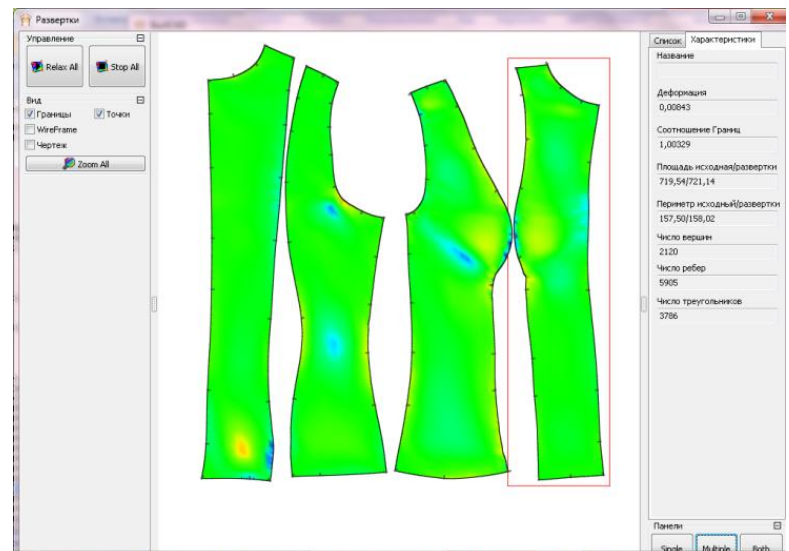 Развертки
Управление
Relax All
Stop All
Вид
Границы
Точки
WireFrame
Чертеж
Zoom All
Список
Характеристики
Название
Деформация
0,00843
Соотношение Границ
1,00329
Площадь исходная/развертки
719,54/721,14
Периметр исходный/развертки
157,50/158,02
Число вершин
2120
Число ребер
5905
Число треугольников
3786
Панели
Single
Multiple
Both